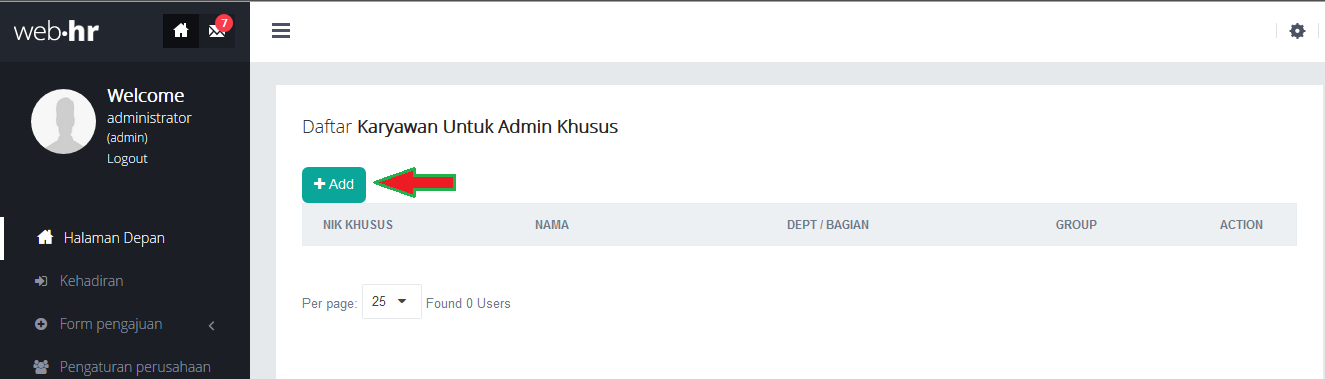 web•hr
7
Welcome
administrator
(admin)
Logout
Halaman Depan
Kehadiran
Form pengajuan
Pengaturan perusahaan
Daftar Karyawan Untuk Admin Khusus
+ Add
NIK KHUSUS NAMA DEPT / BAGIAN GROUP ACTION
Per page: 25 Found 0 Users